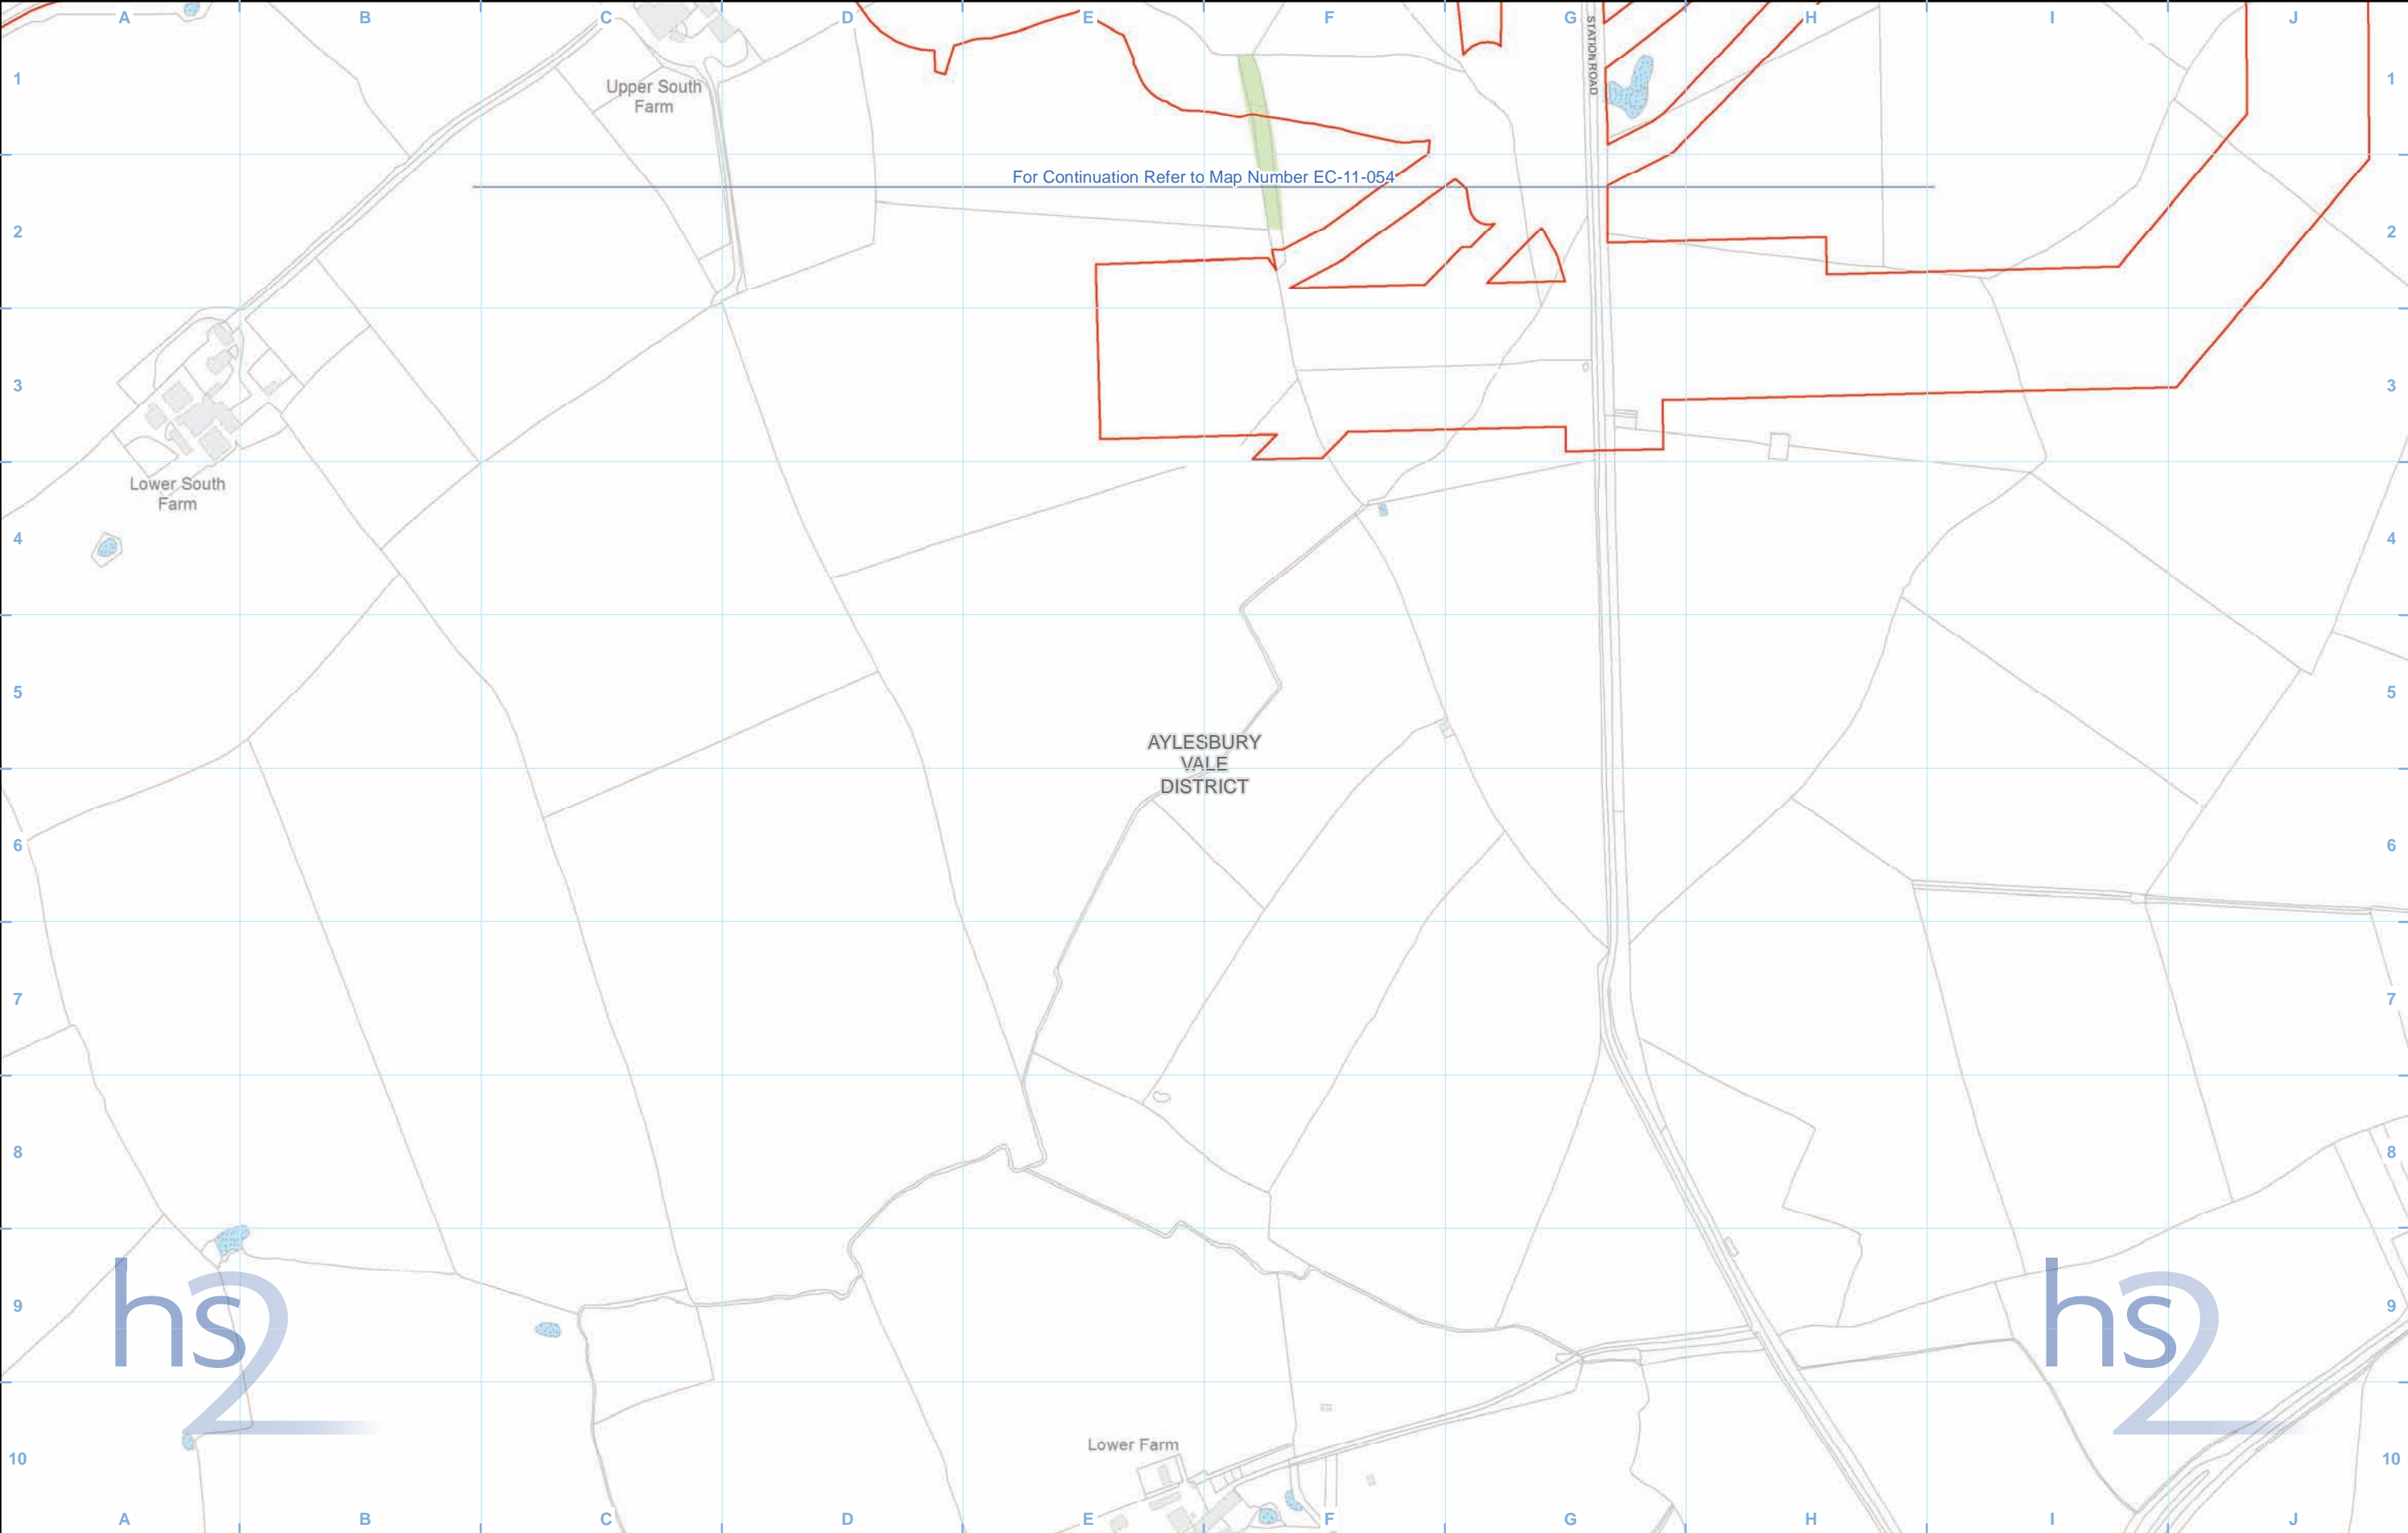 A B C D E F G H I J
1 1
STATION ROAD
Upper South
Farm
For Continuation Refer to Map Number EC-11-054
2 2
3 3
Lower South
Farm
4 4
5 5
AYLESBURY
VALE
DISTRICT
6 6
7 7
8 8
hs2 hs2
9 9
Lower Farm
10 10
A B C D E F G H I J